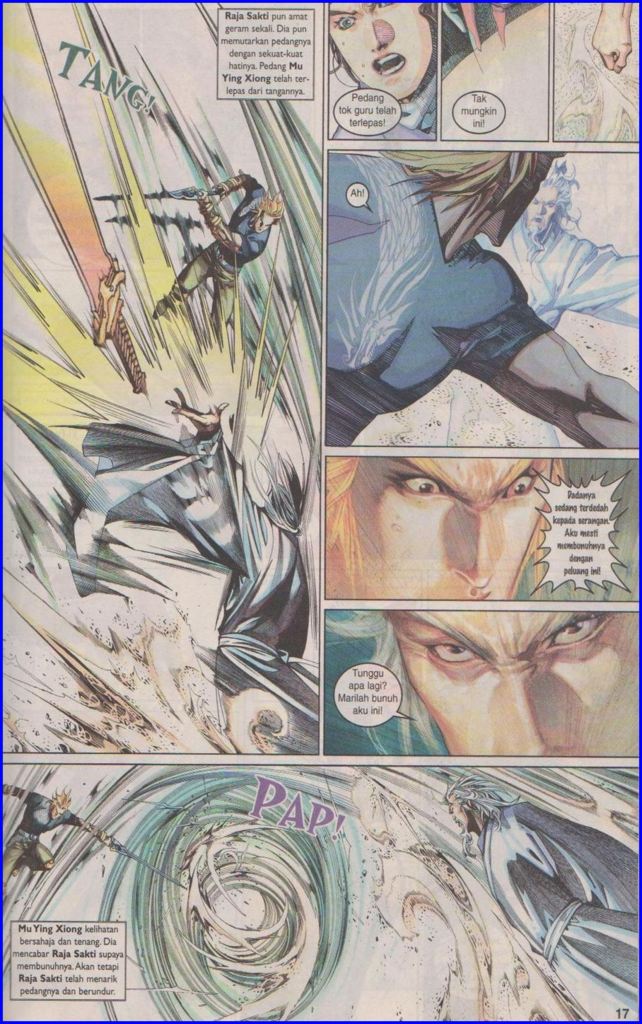 Raja Sakti pun amat
geram sekali. Dia pun
memutarkan pedangnya
dengan sekuat-kuat
hatinya. Pedang Mu
Ying Xiong telah ter-
lepas dari tangannya.
TANG!
Pedang
tok guru telah
terlepas!
Tak
mungkin
ini!
Ah!
Dadanya
sedang terdedah
kepada serangan.
Aku mesti
membunuhnya
dengan
peluang ini!
Tunggu
apa lagi?
Marilah bunuh
aku ini!
PAP!
Mu Ying Xiong kelihatan
bersahaja dan tenang. Dia
mencabar Raja Sakti supaya
membunuhnya. Akan tetapi
Raja Sakti telah menarik
pedangnya dan berundur.
17